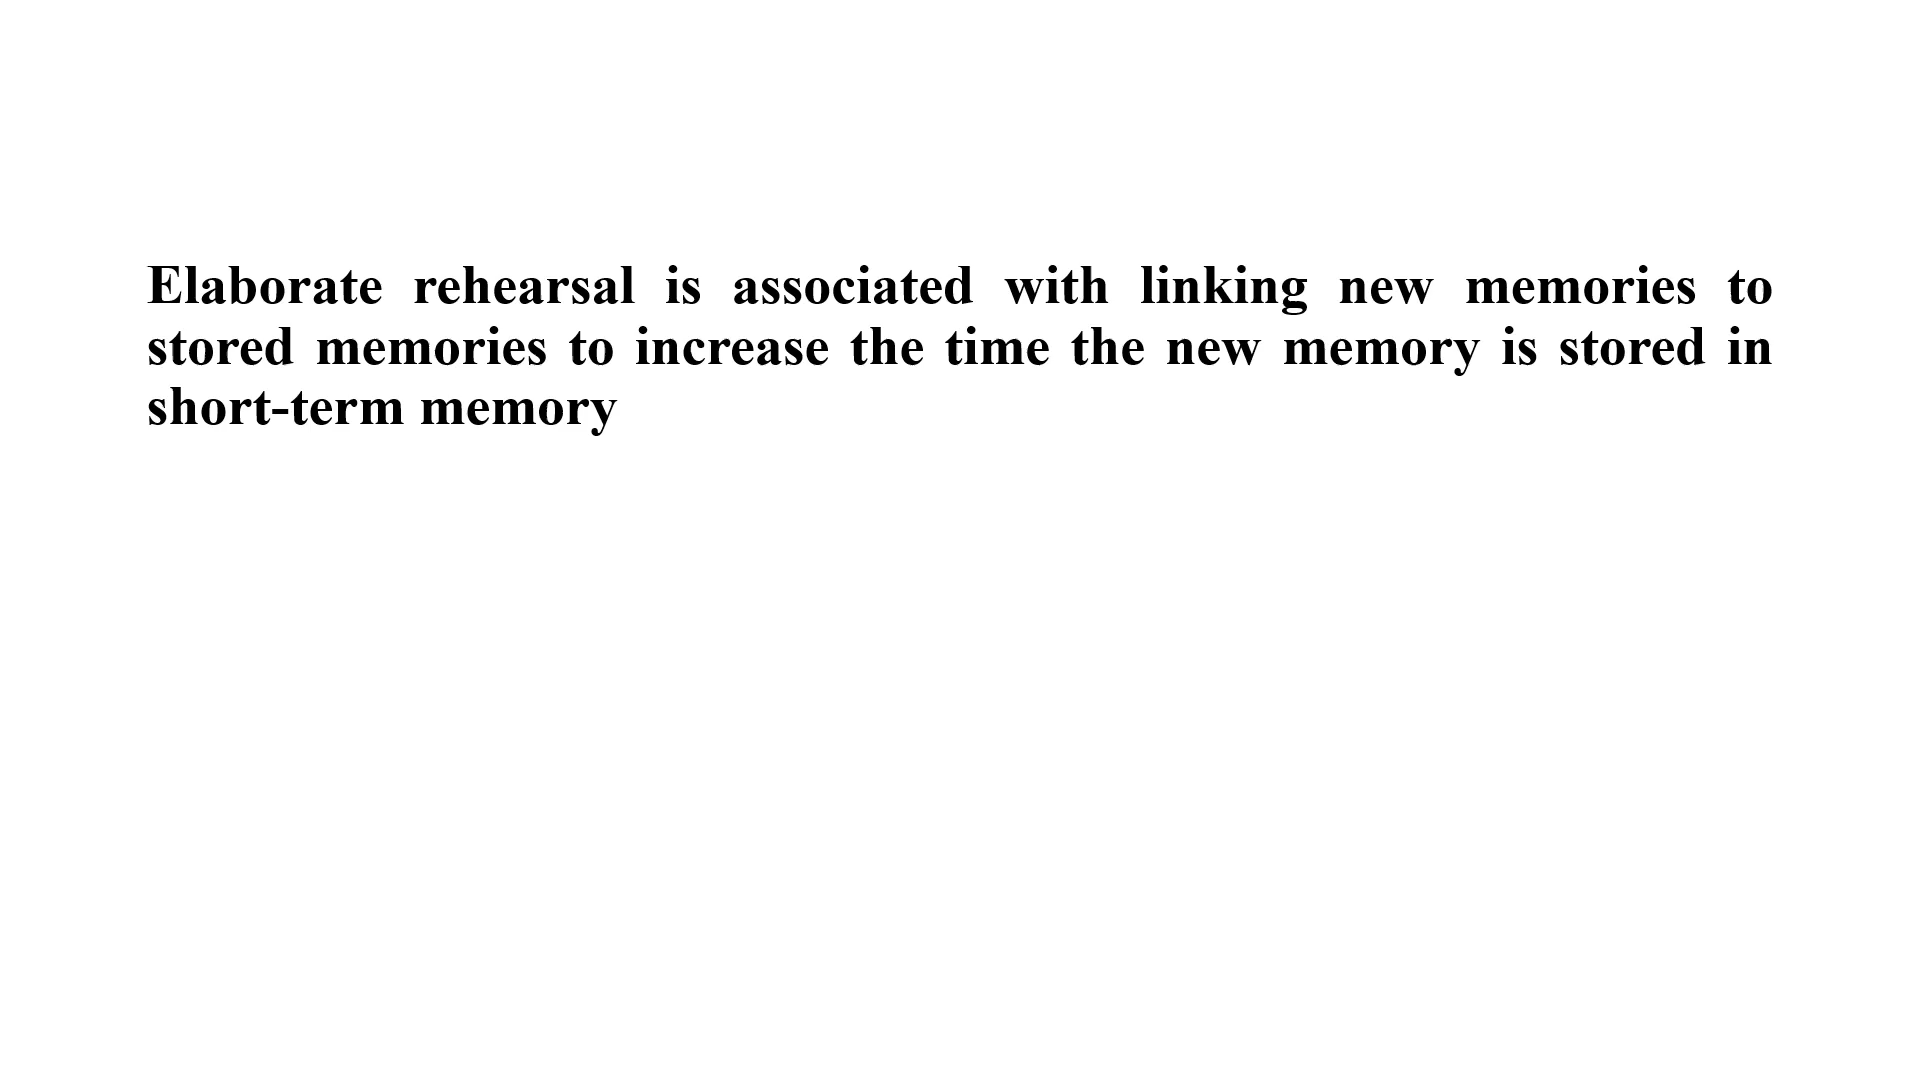 Elaborate rehearsal is associated with linking new memories to
stored memories to increase the time the new memory is stored in
short-term memory